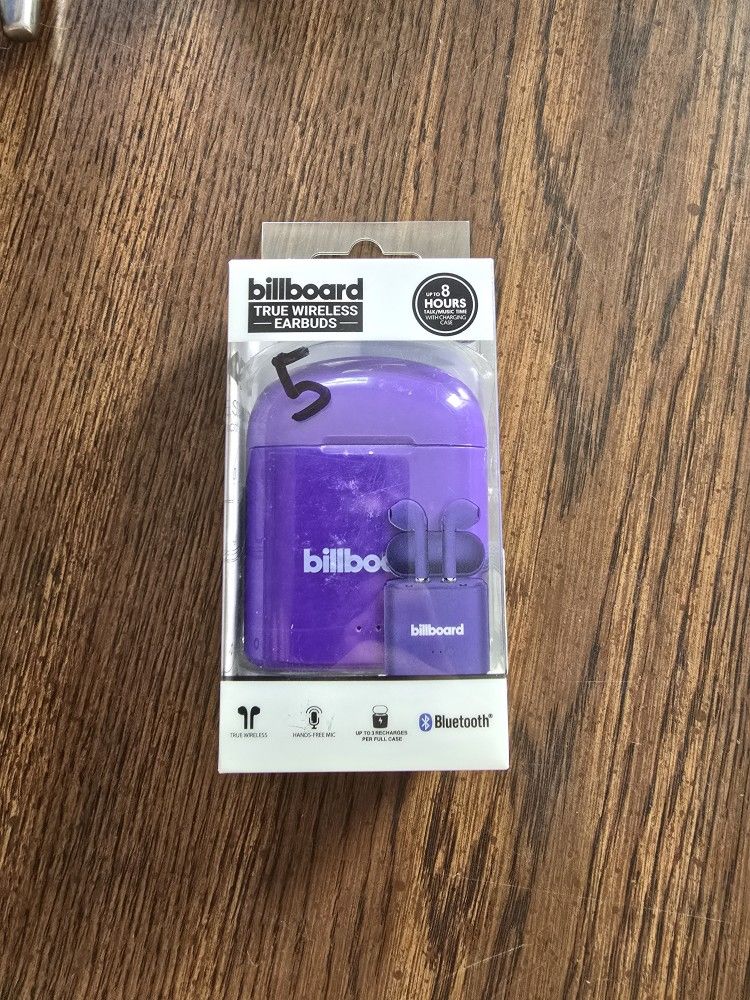 billboard
TRUE WIRELESS
EARBUDS
UP TO 8
HOURS
TALK/MUSIC TIME
WITH CHARGING
CASE
5
billboa
billboard
TRUE WIRELESS
HANDS-FREE MIC
UP TO 3 RECHARGES
PER FULL CASE
Bluetooth®